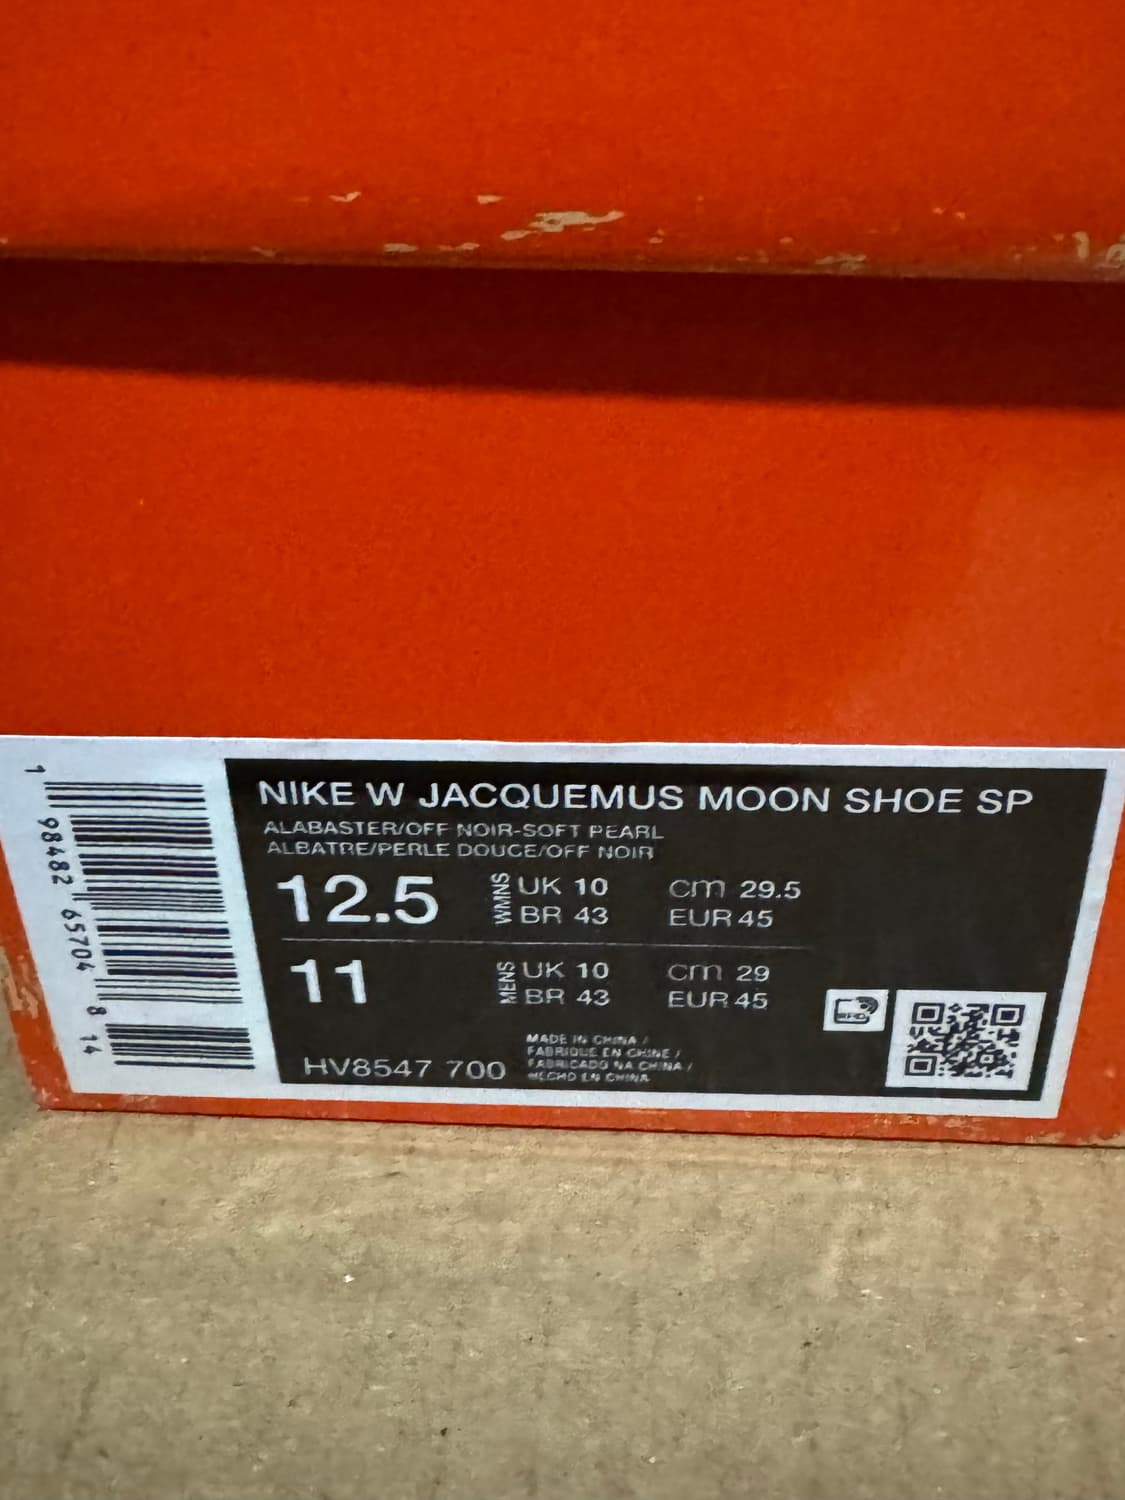 NIKE W JACQUEMUS MOON SHOE SP
ALABASTER/OFF NOIR-SOFT PEARL
ALBATRE/PERLE DOUCE/OFF NOIR
12.5 WMNS UK 10 cm 29.5
BR 43 EUR 45
11 MENS UK 10 cm 29
BR 43 EUR 45
HV8547 700
MADE IN CHINA /
FABRIQUE EN CHINE /
FABRICADO NA CHINA /
HECHO EN CHINA
RFID
1 98482 65704 8 14